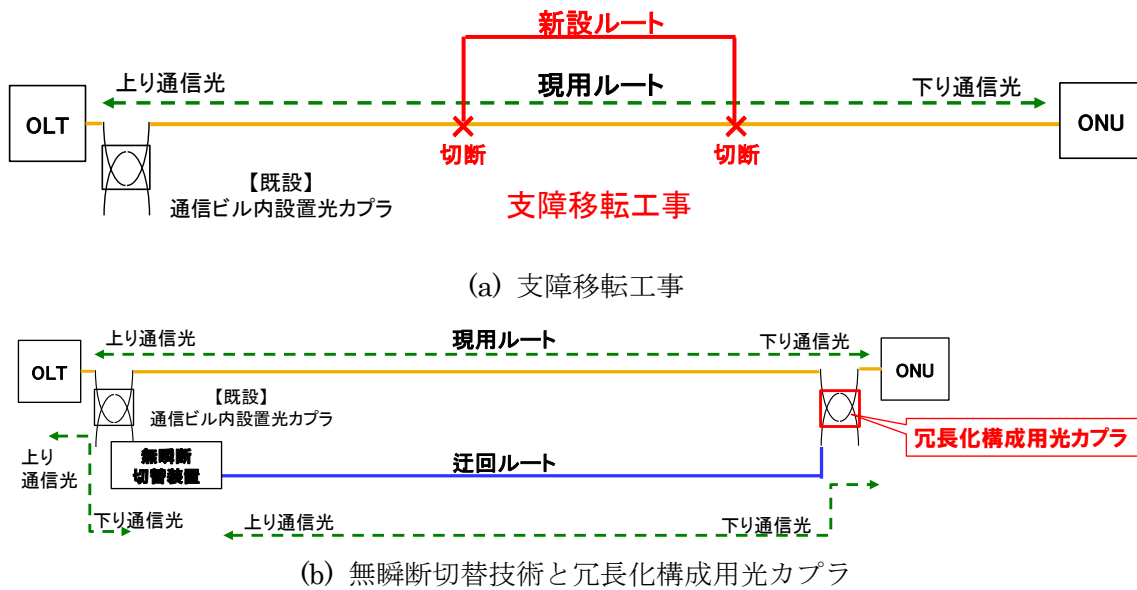 新設ルート
上り通信光
現用ルート
下り通信光
OLT
ONU
切断
切断
【既設】
通信ビル内設置光カプラ
支障移転工事
(a) 支障移転工事
上り通信光
現用ルート
下り通信光
OLT
ONU
【既設】
通信ビル内設置光カプラ
冗長化構成用光カプラ
上り
通信光
無瞬断
切替装置
迂回ルート
下り通信光
上り通信光
下り通信光
(b) 無瞬断切替技術と冗長化構成用光カプラ